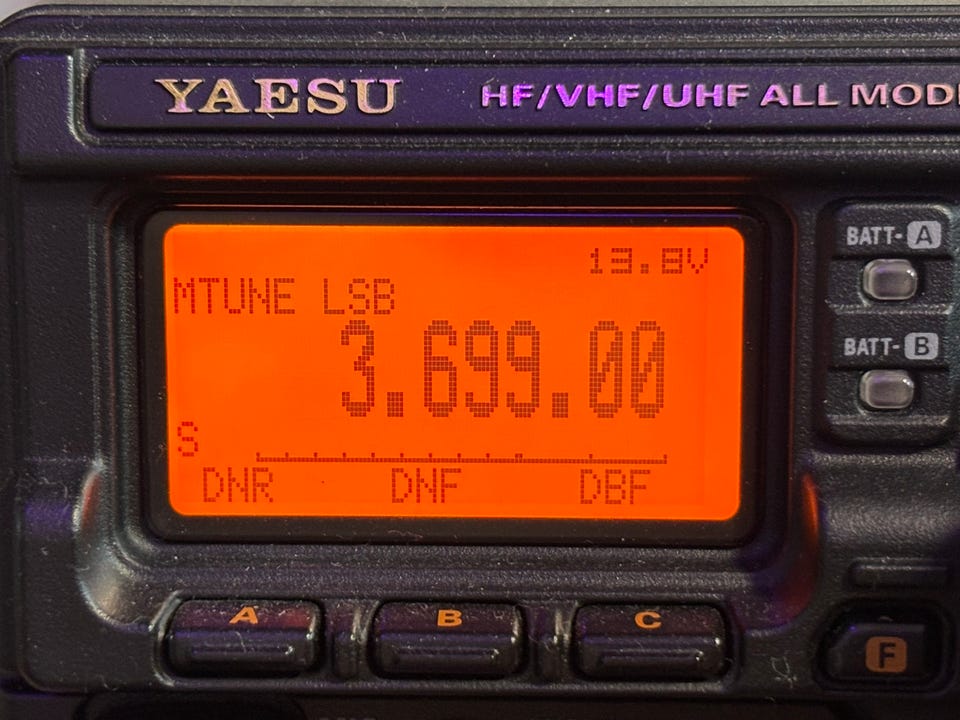 YAESU HF/VHF/UHF ALL MOD
13.8V
MTUNE LSB
3.699.00
S
DNR DNF DBF
BATT-A
BATT-B
A B C
F